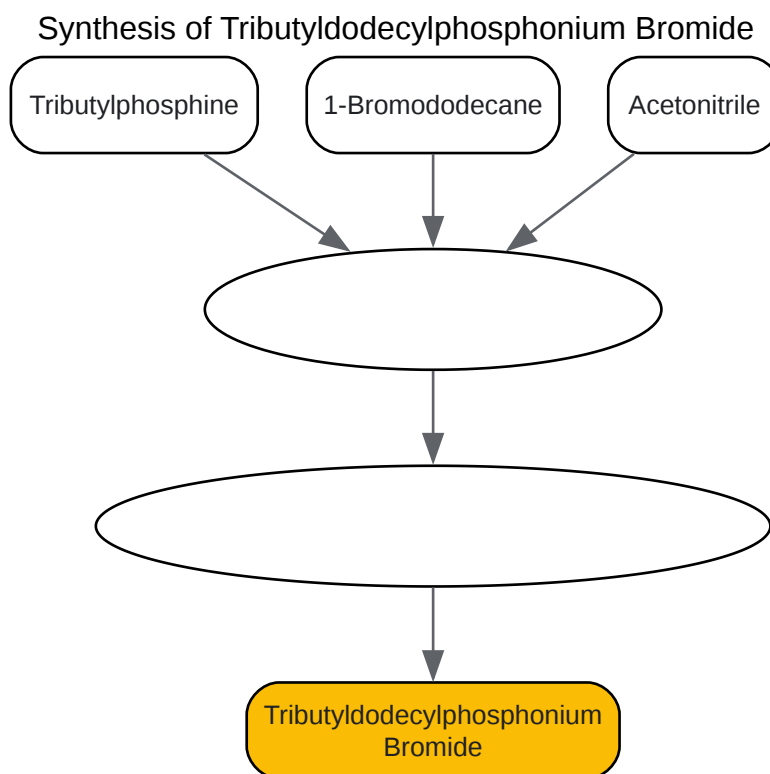 Synthesis of Tributyldodecylphosphonium Bromide
Tributylphosphine
1-Bromododecane
Acetonitrile
Tributyldodecylphosphonium
Bromide